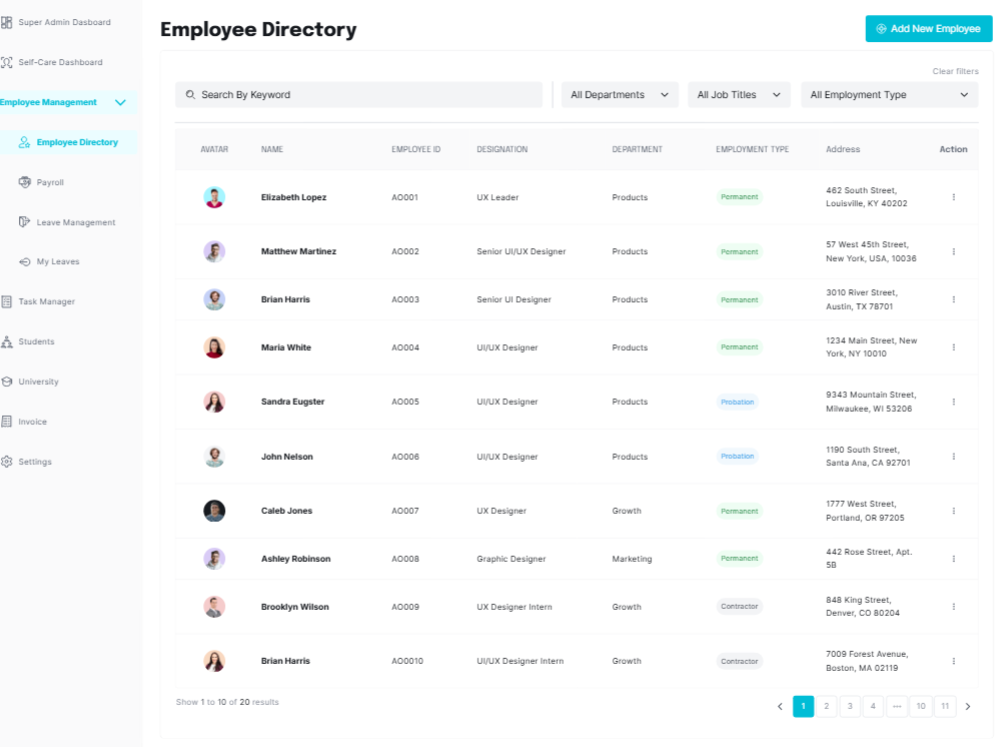 Super Admin Dasboard
Self-Care Dashboard
Employee Management
Employee Directory
Payroll
Leave Management
My Leaves
Task Manager
Students
University
Invoice
Settings
Employee Directory
Add New Employee
Clear filters
Search By Keyword
All Departments
All Job Titles
All Employment Type
AVATAR NAME EMPLOYEE ID DESIGNATION DEPARTMENT EMPLOYMENT TYPE Address Action
Elizabeth Lopez AO001 UX Leader Products Permanent 462 South Street,
Louisville, KY 40202
Matthew Martinez AO002 Senior UI/UX Designer Products Permanent 57 West 45th Street,
New York, USA, 10036
Brian Harris AO003 Senior UI Designer Products Permanent 3010 River Street,
Austin, TX 78701
Maria White AO004 UI/UX Designer Products Permanent 1234 Main Street, New
York, NY 10010
Sandra Eugster AO005 UI/UX Designer Products Probation 9343 Mountain Street,
Milwaukee, WI 53206
John Nelson AO006 UI/UX Designer Products Probation 1190 South Street,
Santa Ana, CA 92701
Caleb Jones AO007 UX Designer Growth Permanent 1777 West Street,
Portland, OR 97205
Ashley Robinson AO008 Graphic Designer Marketing Permanent 442 Rose Street, Apt.
5B
Brooklyn Wilson AO009 UX Designer Intern Growth Contractor 848 King Street,
Denver, CO 80204
Brian Harris AO0010 UI/UX Designer Intern Growth Contractor 7009 Forest Avenue,
Boston, MA 02119
Show 1 to 10 of 20 results
1 2 3 4 ... 10 11